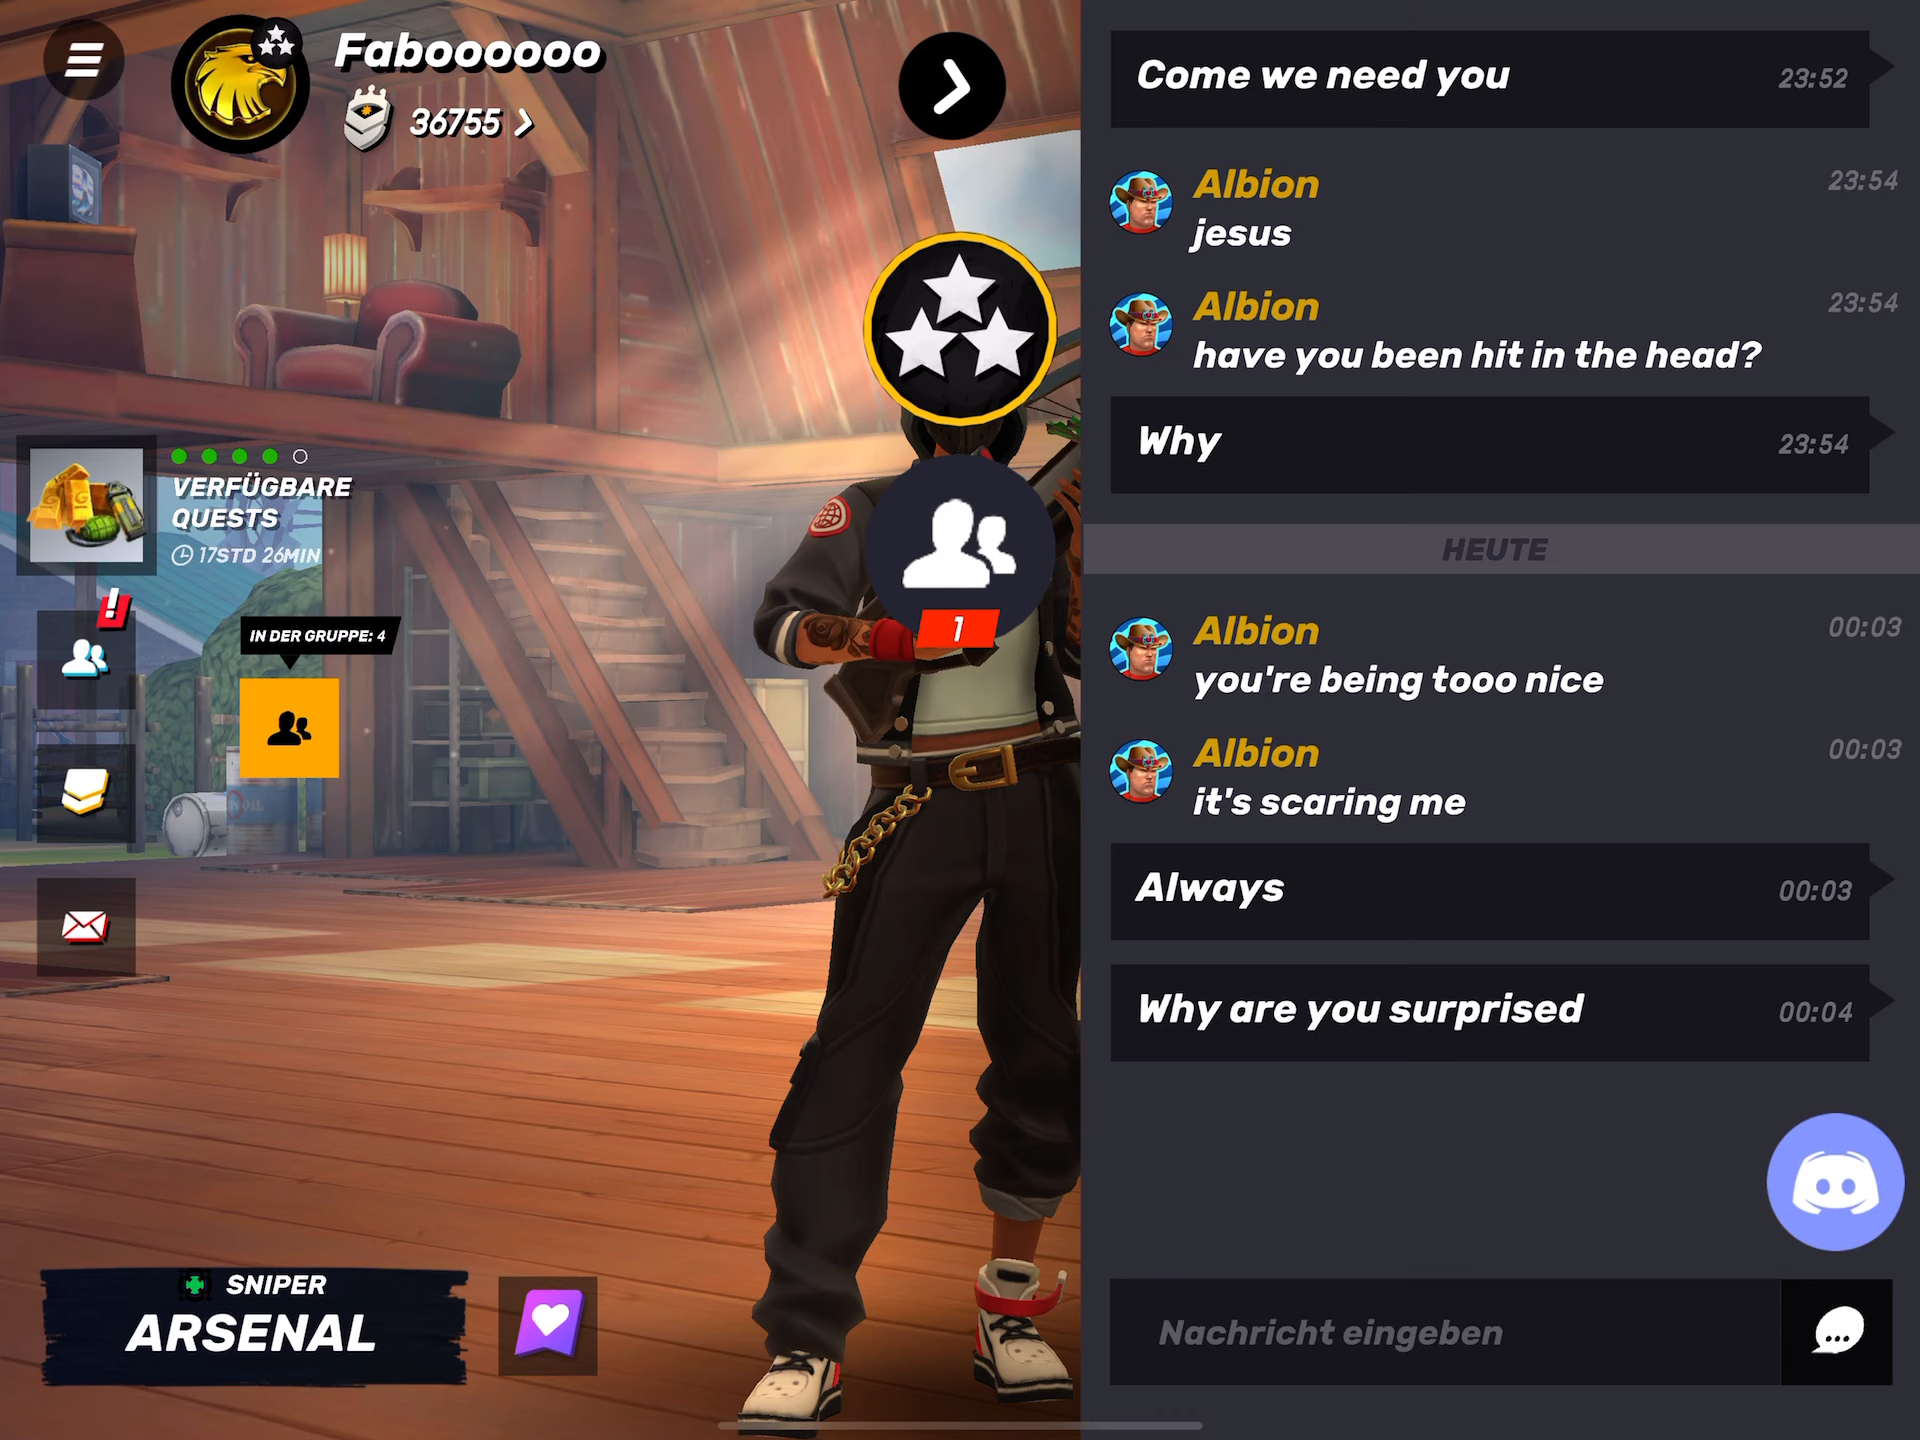 Faboooooo
36755
VERFÜGBARE
QUESTS
17STD 26MIN
!
IN DER GRUPPE: 4
1
OIL
SNIPER
ARSENAL
Come we need you 23:52
Albion 23:54
jesus
Albion 23:54
have you been hit in the head?
Why 23:54
HEUTE
Albion 00:03
you're being tooo nice
Albion 00:03
it's scaring me
Always 00:03
Why are you surprised 00:04
Nachricht eingeben